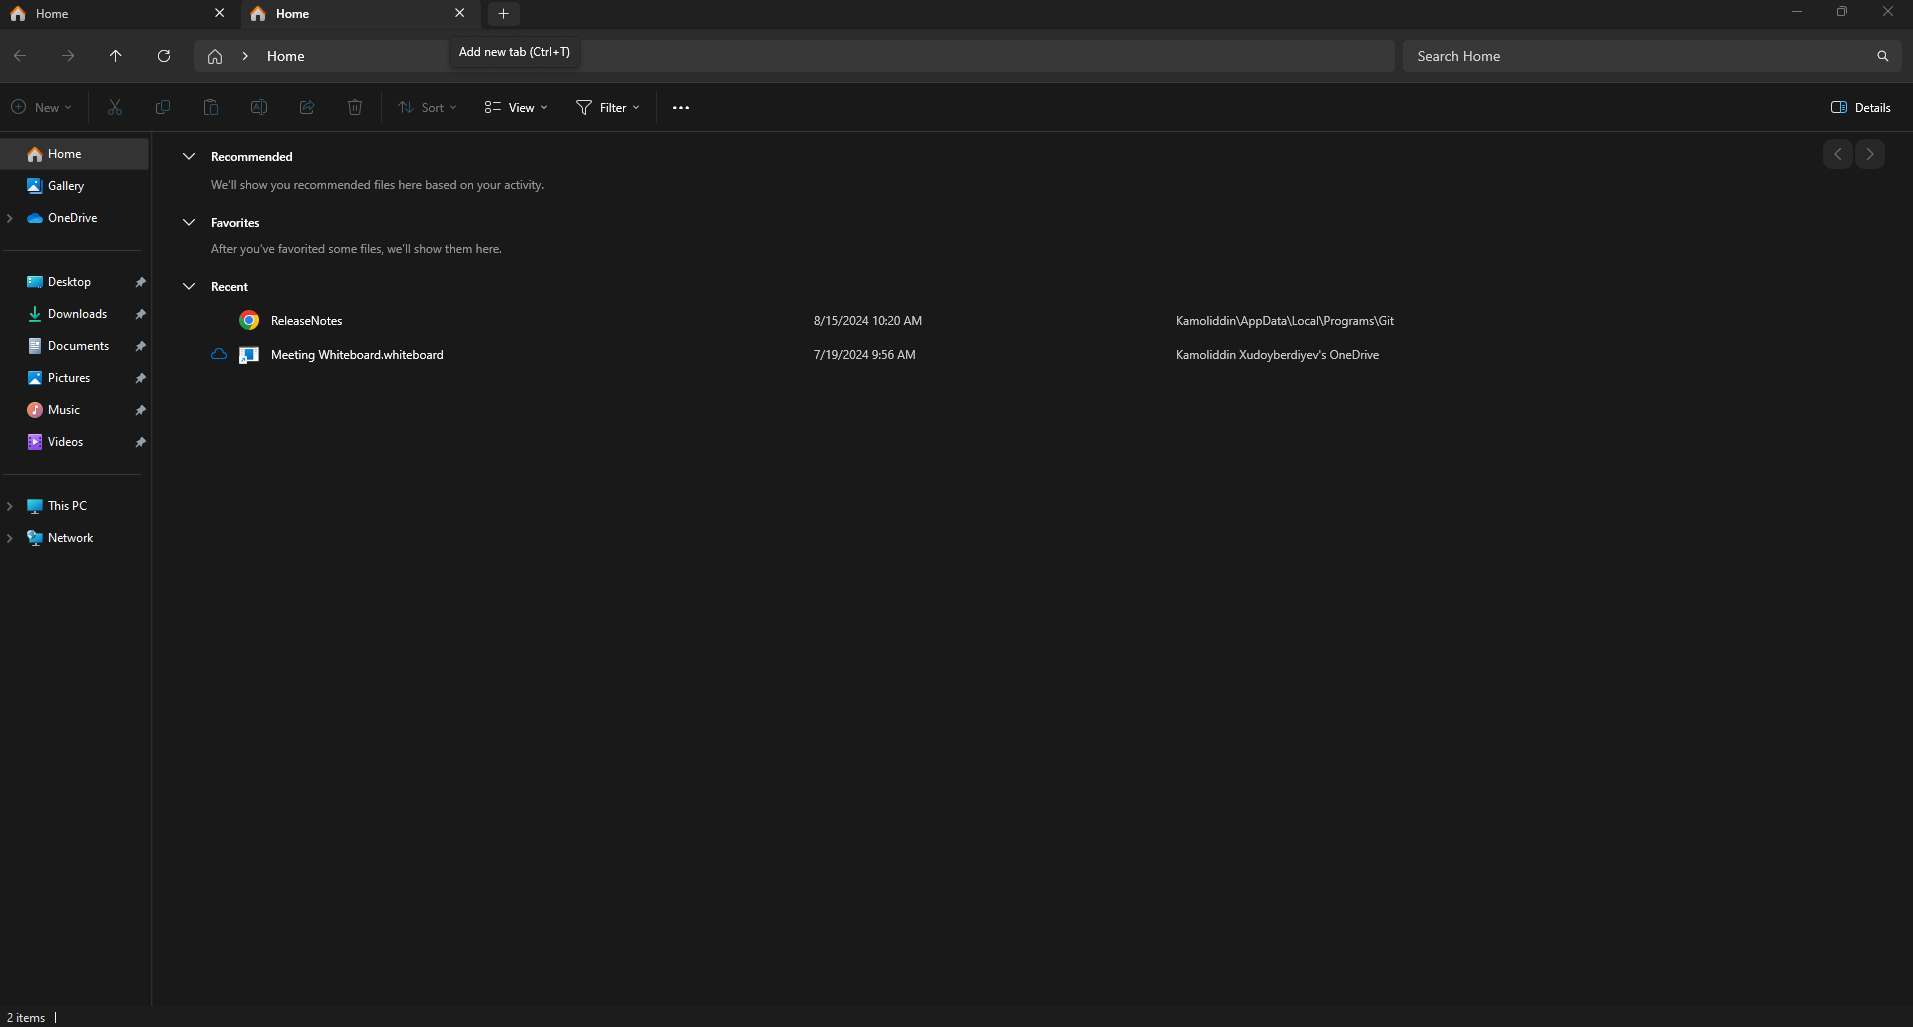 Home
Home
Home
Add new tab (Ctrl+T)
Search Home
New
Sort
View
Filter
Details
Home
Gallery
OneDrive
Desktop
Downloads
Documents
Pictures
Music
Videos
This PC
Network
Recommended
We'll show you recommended files here based on your activity.
Favorites
After you've favorited some files, we'll show them here.
Recent
ReleaseNotes 8/15/2024 10:20 AM Kamoliddin\AppData\Local\Programs\Git
Meeting Whiteboard.whiteboard 7/19/2024 9:56 AM Kamoliddin Xudoyberdiyev's OneDrive
2 items